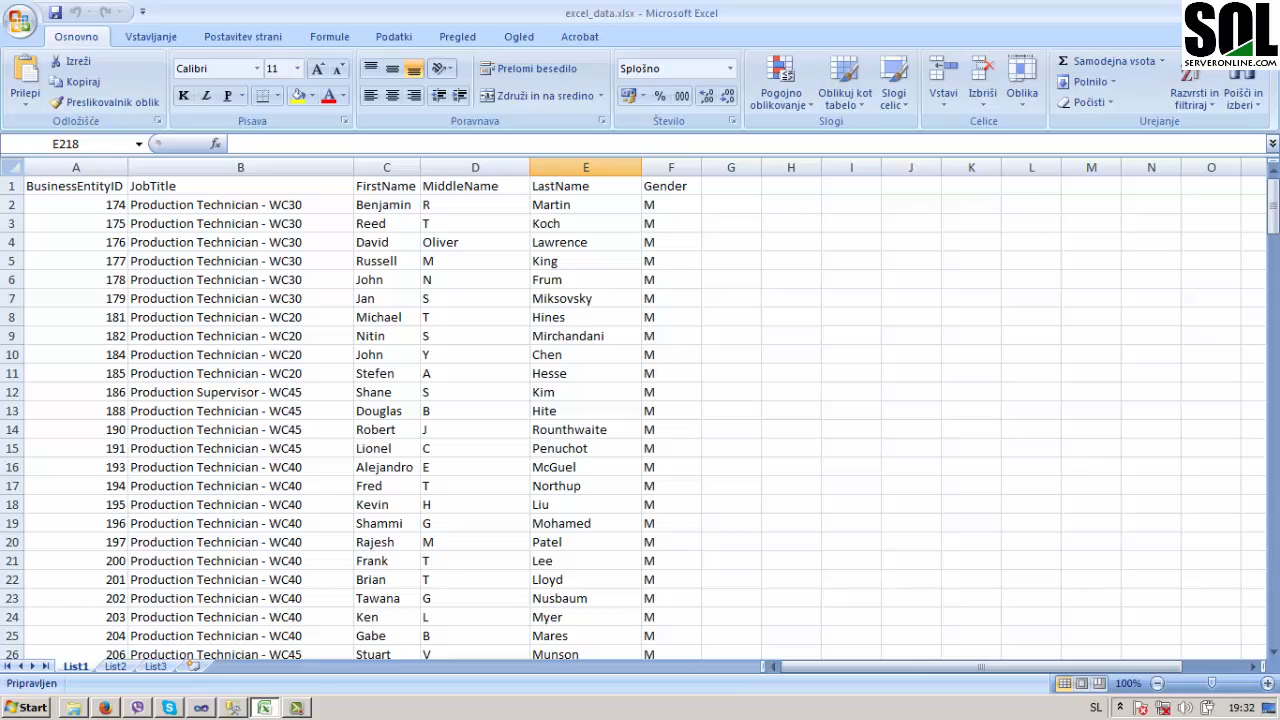 excel_data.xlsx - Microsoft Excel
SQL
SERVERONLINE.COM
Osnovno Vstavljanje Postavitev strani Formule Podatki Pregled Ogled Acrobat
Prilepi
Izreži
Kopiraj
Preslikovalnik oblik
Odložišče
Calibri 11
K L P A
Pisava
Prelomi besedilo
Združi in na sredino
Poravnava
Splošno
% 000
Število
Pogojno oblikovanje
Oblikuj kot tabelo
Slogi celic
Slogi
Vstavi Izbriši Oblika
Celice
Σ Samodejna vsota
Polnilo
Počisti
Razvrsti in filtriraj
Poišči in izberi
Urejanje
E218 fx
A B C D E F G H I J K L M N O
1 BusinessEntityID JobTitle FirstName MiddleName LastName Gender
2 174 Production Technician - WC30 Benjamin R Martin M
3 175 Production Technician - WC30 Reed T Koch M
4 176 Production Technician - WC30 David Oliver Lawrence M
5 177 Production Technician - WC30 Russell M King M
6 178 Production Technician - WC30 John N Frum M
7 179 Production Technician - WC30 Jan S Miksovsky M
8 181 Production Technician - WC20 Michael T Hines M
9 182 Production Technician - WC20 Nitin S Mirchandani M
10 184 Production Technician - WC20 John Y Chen M
11 185 Production Technician - WC20 Stefen A Hesse M
12 186 Production Supervisor - WC45 Shane S Kim M
13 188 Production Technician - WC45 Douglas B Hite M
14 190 Production Technician - WC45 Robert J Rounthwaite M
15 191 Production Technician - WC45 Lionel C Penuchot M
16 193 Production Technician - WC40 Alejandro E McGuel M
17 194 Production Technician - WC40 Fred T Northup M
18 195 Production Technician - WC40 Kevin H Liu M
19 196 Production Technician - WC40 Shammi G Mohamed M
20 197 Production Technician - WC40 Rajesh M Patel M
21 200 Production Technician - WC40 Frank T Lee M
22 201 Production Technician - WC40 Brian T Lloyd M
23 202 Production Technician - WC40 Tawana G Nusbaum M
24 203 Production Technician - WC40 Ken L Myer M
25 204 Production Technician - WC40 Gabe B Mares M
26 206 Production Technician - WC45 Stuart V Munson M
List1 List2 List3
Pripravljen 100%
Start SL 19:32